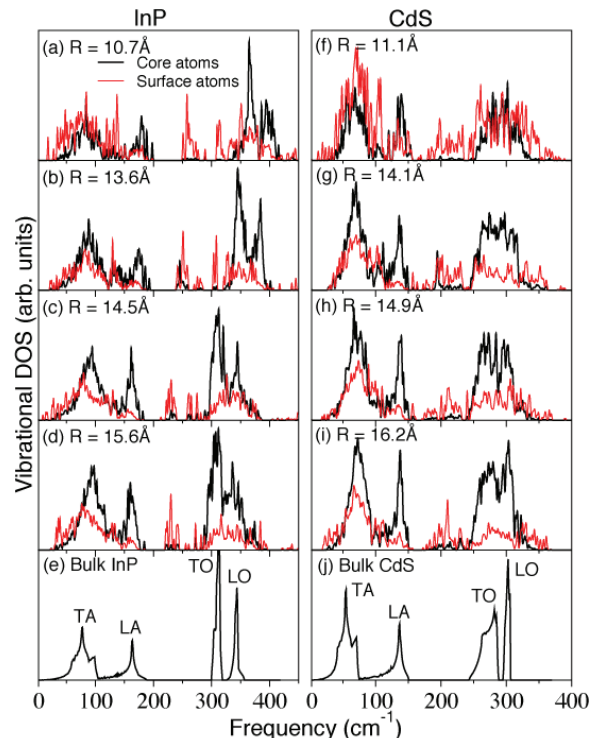 InP
CdS
Vibrational DOS (arb. units)
(a) R = 10.7Å
Core atoms
Surface atoms
(b) R = 13.6Å
(c) R = 14.5Å
(d) R = 15.6Å
(e) Bulk InP
TA
LA
TO
LO
(f) R = 11.1Å
(g) R = 14.1Å
(h) R = 14.9Å
(i) R = 16.2Å
(j) Bulk CdS
TA
LA
TO
LO
0 100 200 300 400
0 100 200 300 400
Frequency (cm-1)